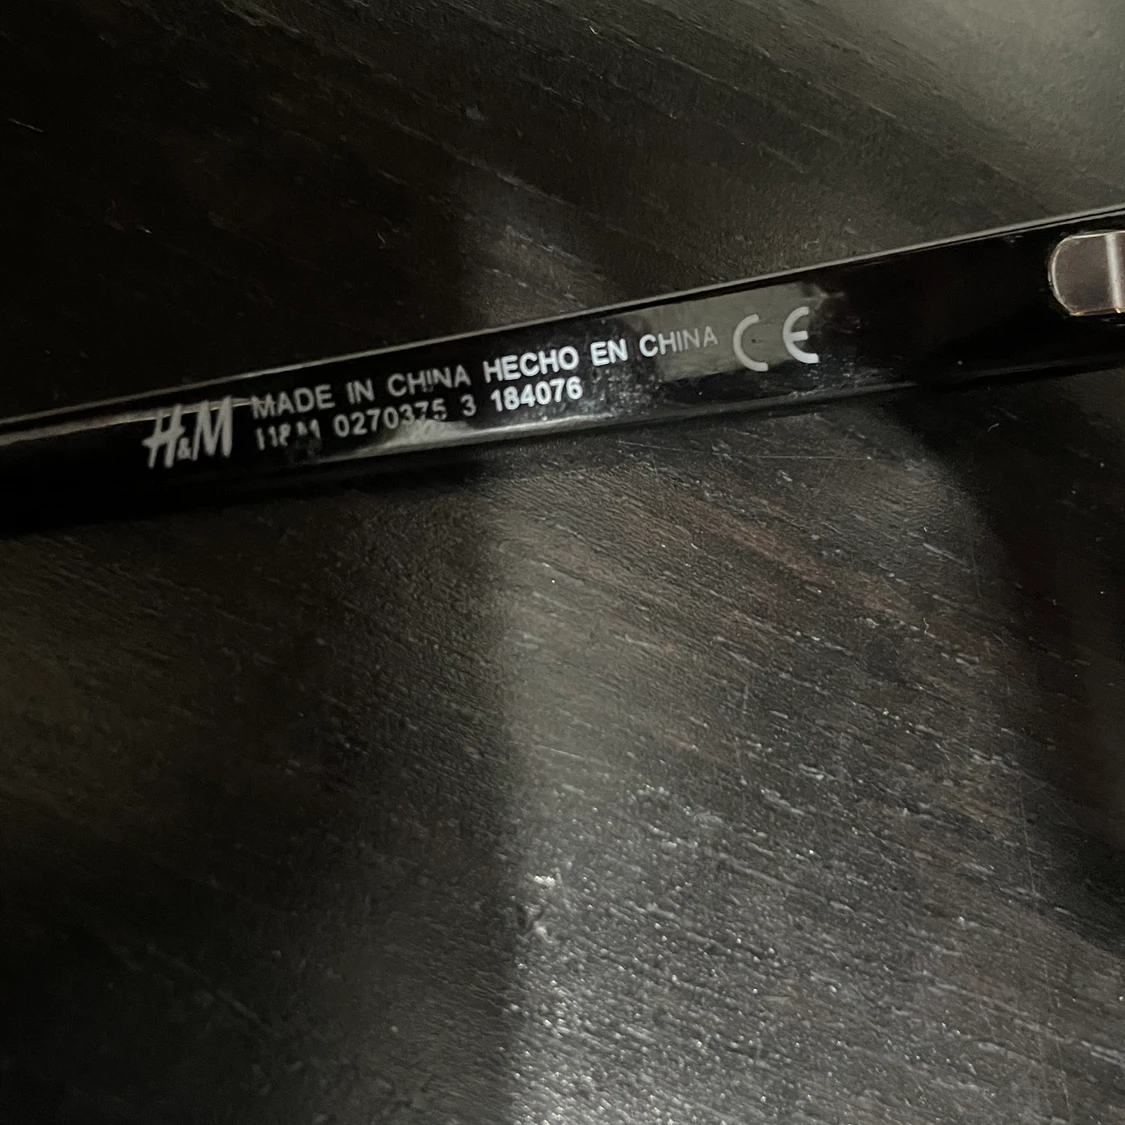 H&M
MADE IN CHINA HECHO EN CHINA CE
H&M 0270375 3 184076